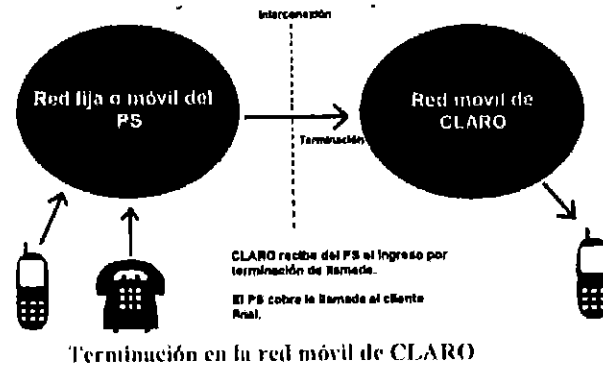 Interconexión
Red fija o móvil del
PS
Red movil de
CLARO
Terminación
CLARO recibe del PS el ingreso por
terminación de llamada.
El PS cobra la llamada al cliente
final.
Terminación en la red móvil de CLARO